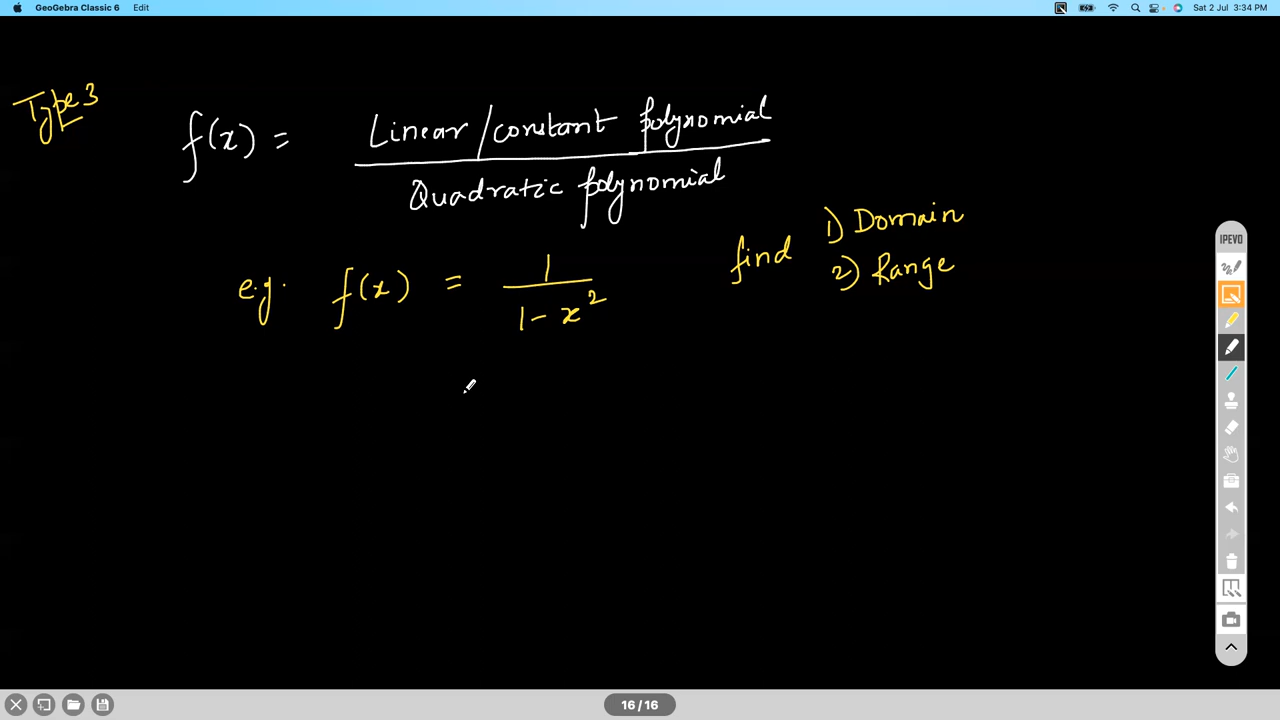 GeoGebra Classic 6 Edit Sat 2 Jul 3:34 PM
Type 3
f(x) = Linear/constant polynomial
Quadratic polynomial
e.g. f(x) = 1
1 - x²
find 1) Domain
2) Range
IPEVO
16 / 16